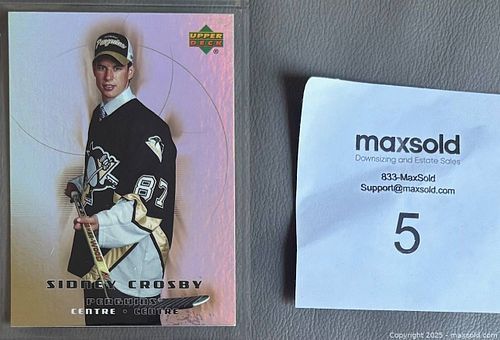 UPPER
DECK
Penguins
87
SIDNEY CROSBY
PENGUINS
CENTRE • CENTRE
maxsold
Downsizing and Estate Sales
833-MaxSold
Support@maxsold.com
5
Copyright 2025 - maxsold.com